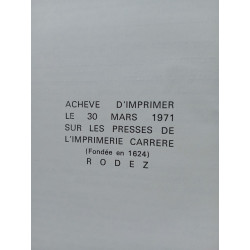 ACHEVE D'IMPRIMER
LE 30 MARS 1971
SUR LES PRESSES DE
L'IMPRIMERIE CARRERE
(Fondée en 1624)
RODEZ